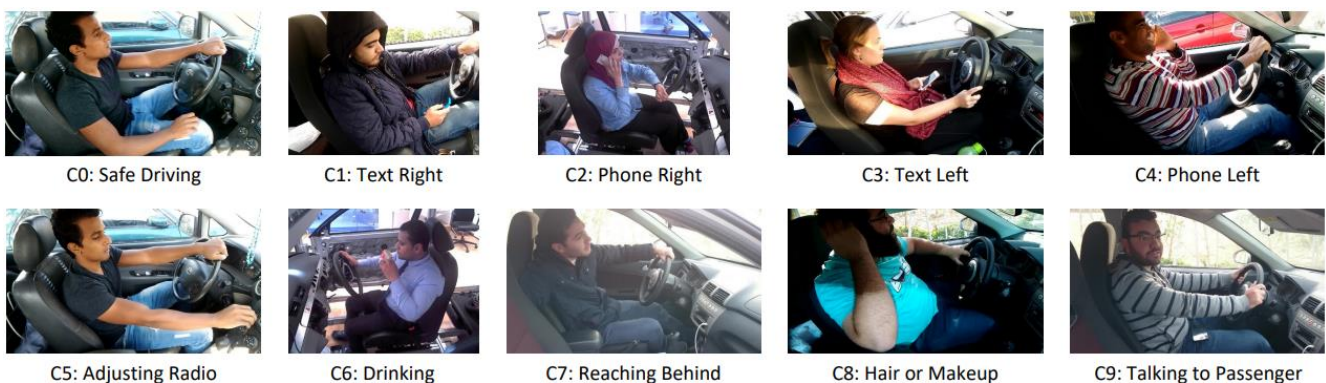 C0: Safe Driving
C1: Text Right
C2: Phone Right
C3: Text Left
C4: Phone Left
C5: Adjusting Radio
C6: Drinking
C7: Reaching Behind
C8: Hair or Makeup
C9: Talking to Passenger